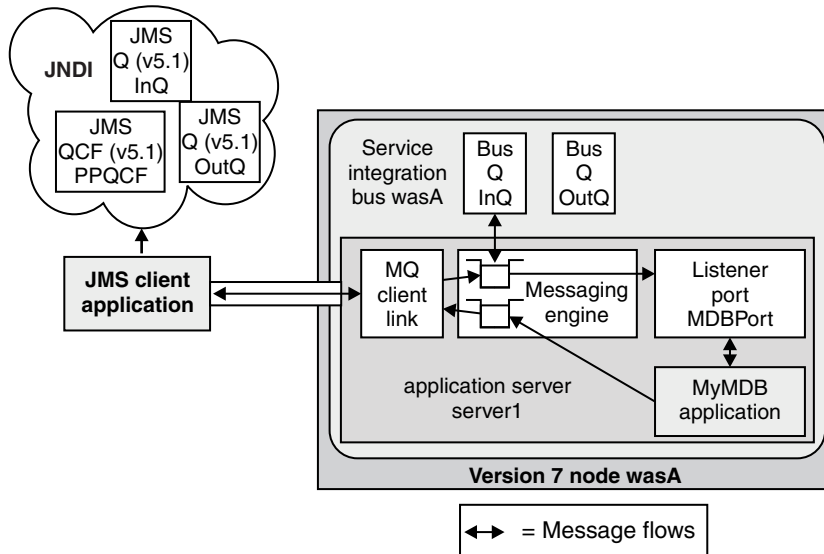 JNDI
JMS
Q (v5.1)
InQ
JMS
QCF (v5.1)
PPQCF
JMS
Q (v5.1)
OutQ
JMS client
application
Service
integration
bus wasA
Bus
Q
InQ
Bus
Q
OutQ
MQ
client
link
Messaging
engine
Listener
port
MDBPort
application server
server1
MyMDB
application
Version 7 node wasA
= Message flows